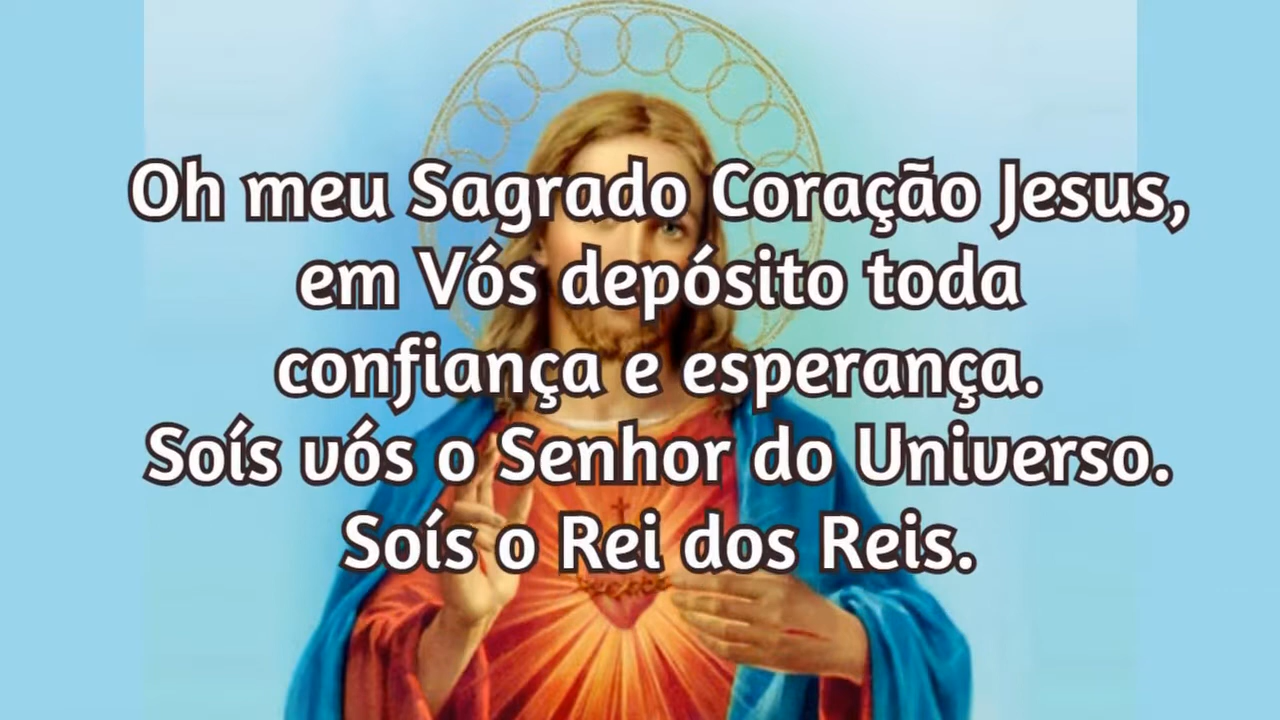 Oh meu Sagrado Coração Jesus,
em Vós depósito toda
confiança e esperança.
Soís vós o Senhor do Universo.
Soís o Rei dos Reis.